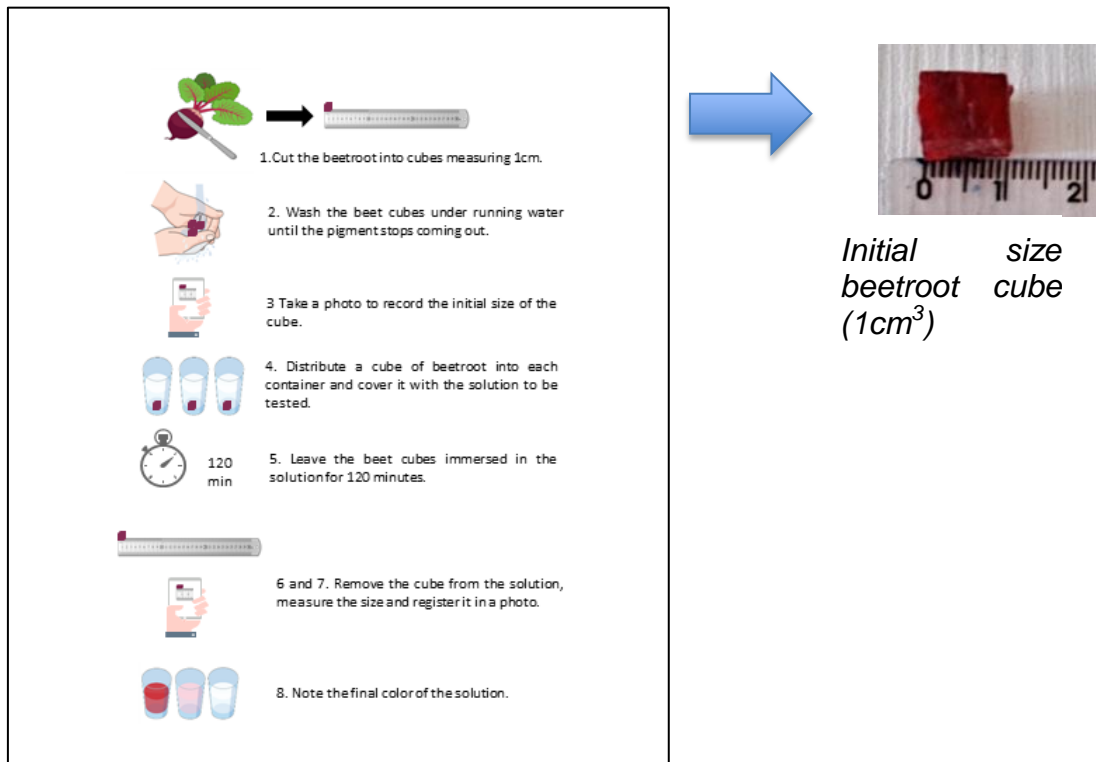 1.Cut the beetroot into cubes measuring 1cm.
2. Wash the beet cubes under running water
until the pigment stops coming out.
3 Take a photo to record the initial size of the
cube.
4. Distribute a cube of beetroot into each
container and cover it with the solution to be
tested.
120
min
5. Leave the beet cubes immersed in the
solution for 120 minutes.
6 and 7. Remove the cube from the solution,
measure the size and register it in a photo.
8. Note the final color of the solution.
0 1 2
Initial size
beetroot cube
(1cm³)